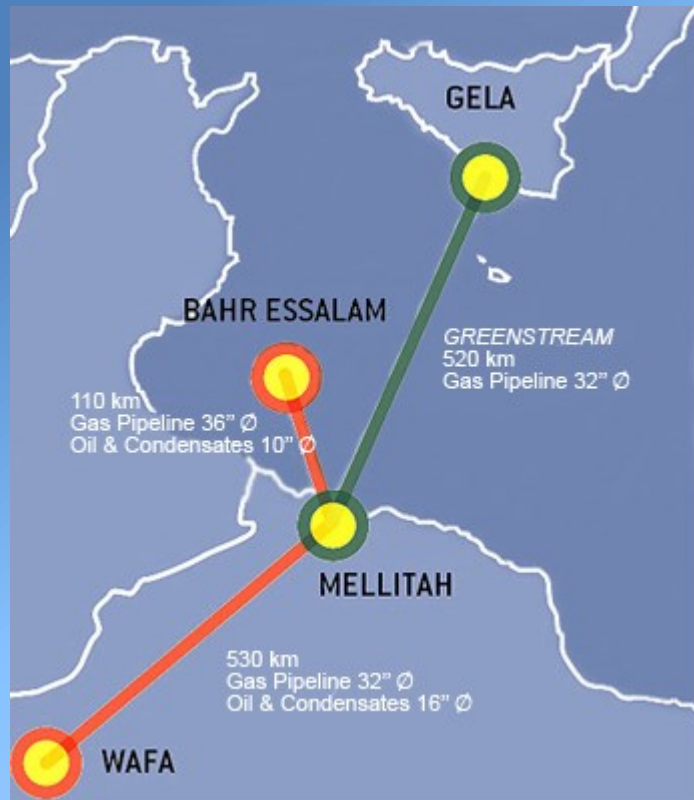 GELA
BAHR ESSALAM
GREENSTREAM
520 km
Gas Pipeline 32” Ø
110 km
Gas Pipeline 36” Ø
Oil & Condensates 10” Ø
MELLITAH
530 km
Gas Pipeline 32” Ø
Oil & Condensates 16” Ø
WAFA